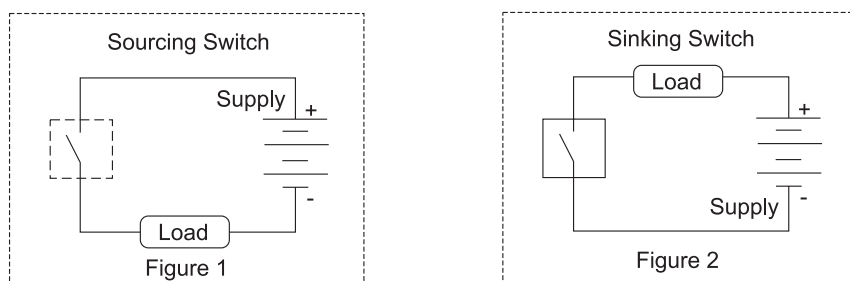 Sourcing Switch
Supply
+
-
Load
Figure 1
Sinking Switch
Load
+
-
Supply
Figure 2